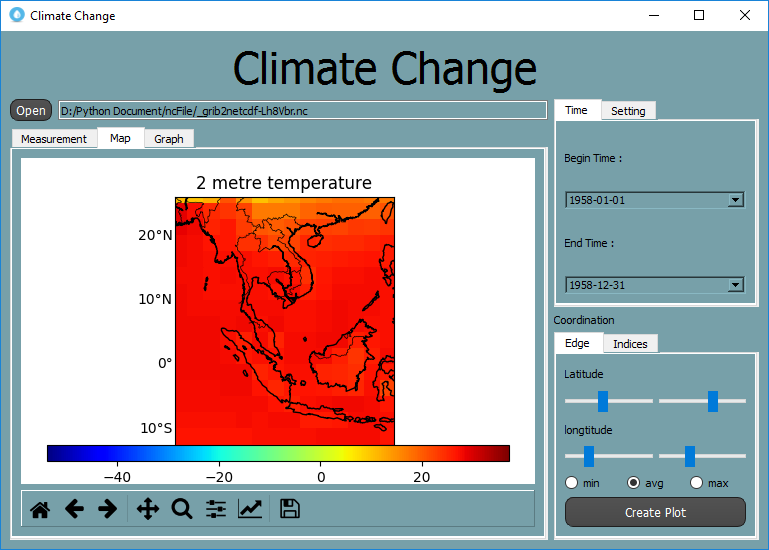 Climate Change
Climate Change
Open D:/Python Document/ncFile/_grib2netcdf-Lh8Vbr.nc
Measurement Map Graph
2 metre temperature
20°N
10°N
0°
10°S
−40 −20 0 20
Time Setting
Begin Time :
1958-01-01
End Time :
1958-12-31
Coordination
Edge Indices
Latitude
longtitude
min avg max
Create Plot